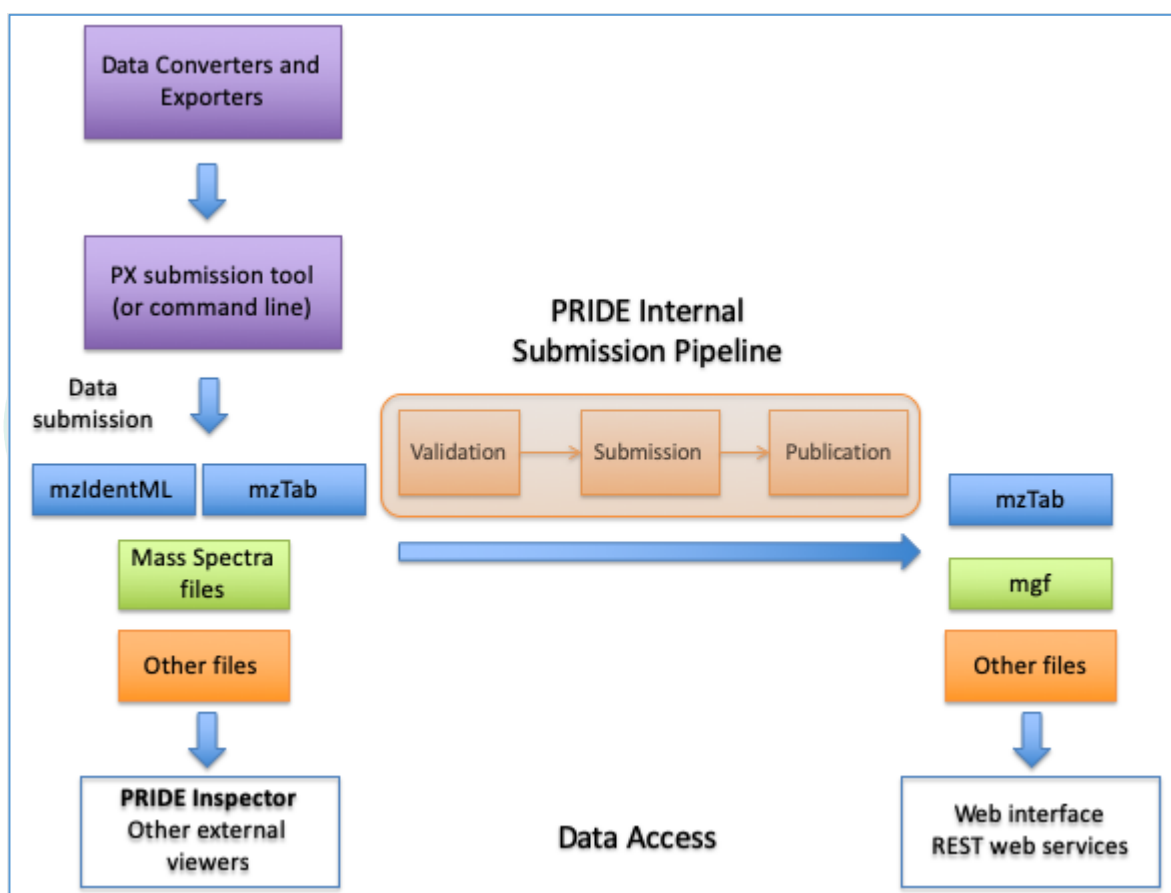 Data Converters and
Exporters
PX submission tool
(or command line)
Data
submission
mzIdentML
mzTab
Mass Spectra
files
Other files
PRIDE Inspector
Other external
viewers
PRIDE Internal
Submission Pipeline
Validation
Submission
Publication
Data Access
mzTab
mgf
Other files
Web interface
REST web services